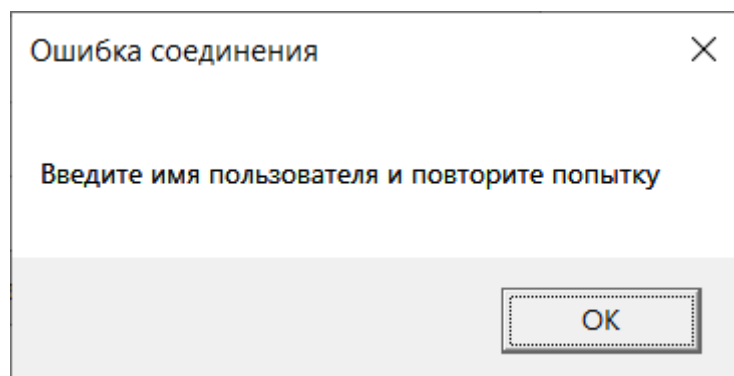 Ошибка соединения
Введите имя пользователя и повторите попытку
OK